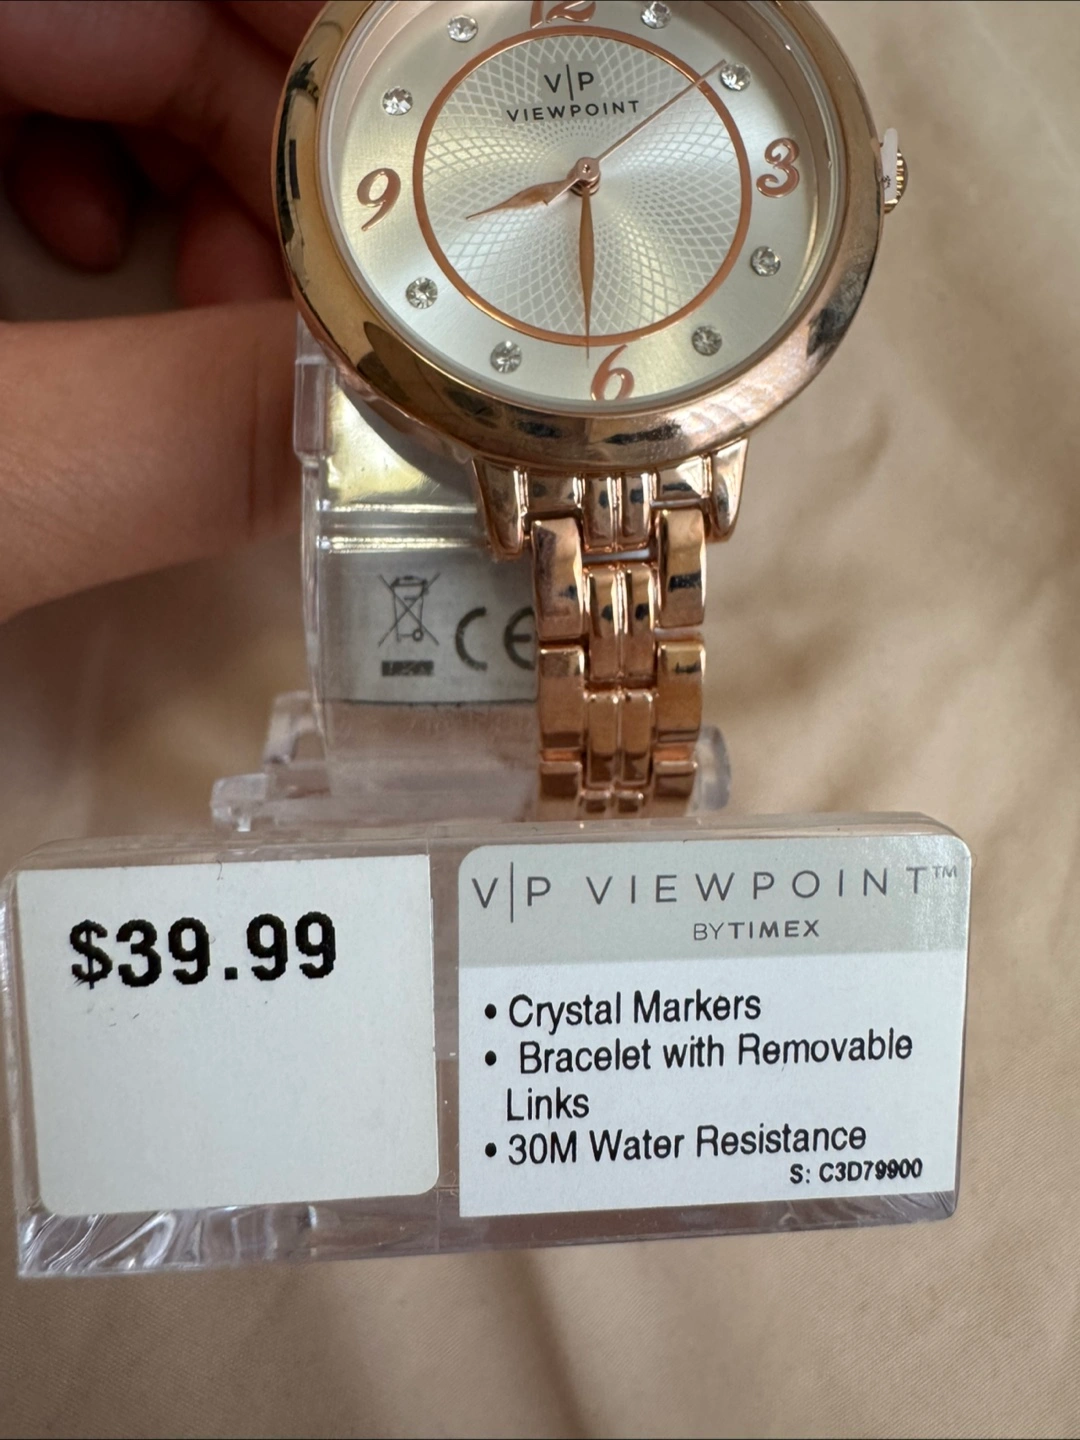 12
V|P
VIEWPOINT
9
3
6
CE
$39.99
V|P VIEWPOINT™
BY TIMEX
• Crystal Markers
• Bracelet with Removable
Links
• 30M Water Resistance
S: C3D79900